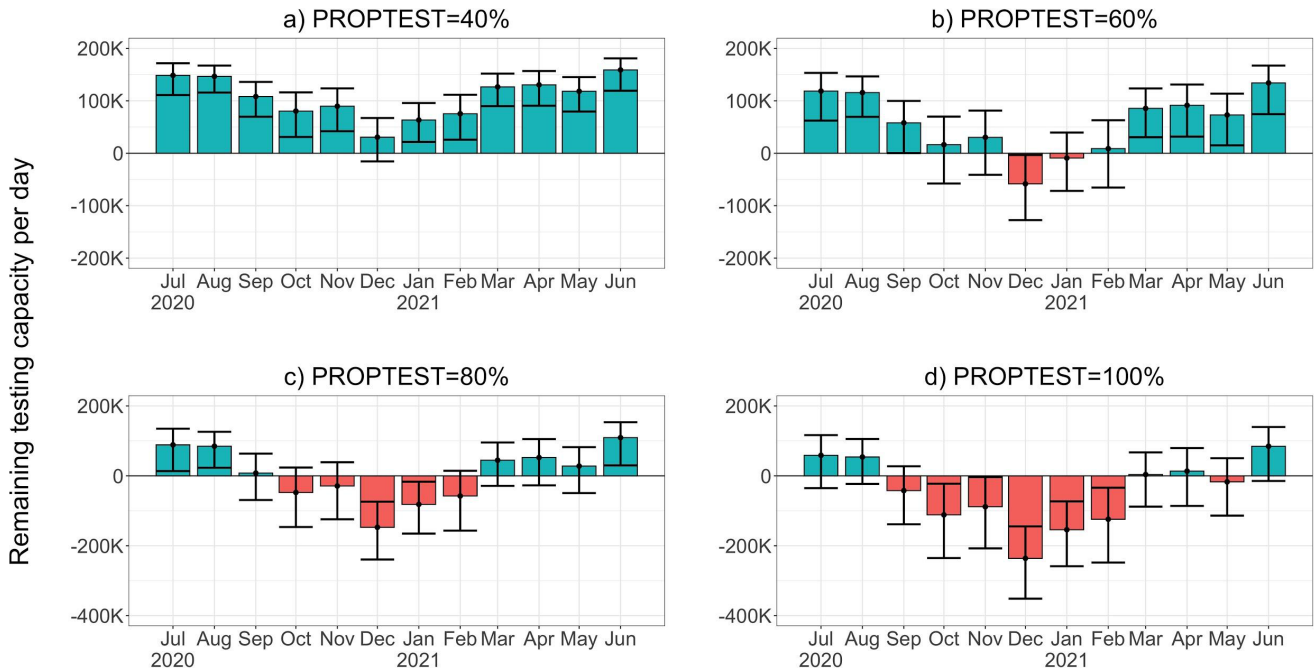 Remaining testing capacity per day
a) PROPTEST=40%
200K
100K
0
-100K
-200K
Jul Aug Sep Oct Nov Dec Jan Feb Mar Apr May Jun
2020 2021
b) PROPTEST=60%
200K
100K
0
-100K
-200K
Jul Aug Sep Oct Nov Dec Jan Feb Mar Apr May Jun
2020 2021
c) PROPTEST=80%
200K
0
-200K
-400K
Jul Aug Sep Oct Nov Dec Jan Feb Mar Apr May Jun
2020 2021
d) PROPTEST=100%
200K
0
-200K
-400K
Jul Aug Sep Oct Nov Dec Jan Feb Mar Apr May Jun
2020 2021